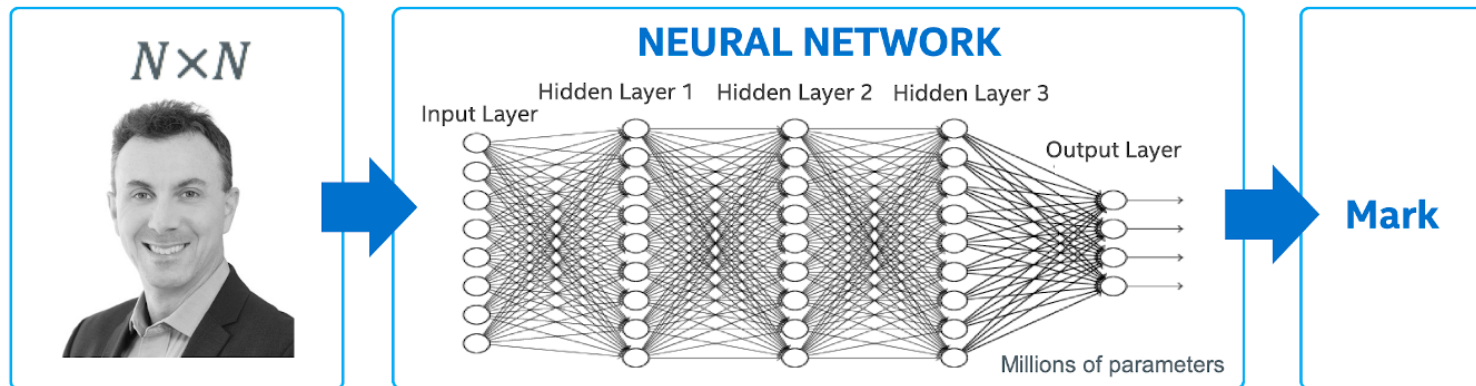 N×N
NEURAL NETWORK
Hidden Layer 1 Hidden Layer 2 Hidden Layer 3
Input Layer
Output Layer
Millions of parameters
Mark